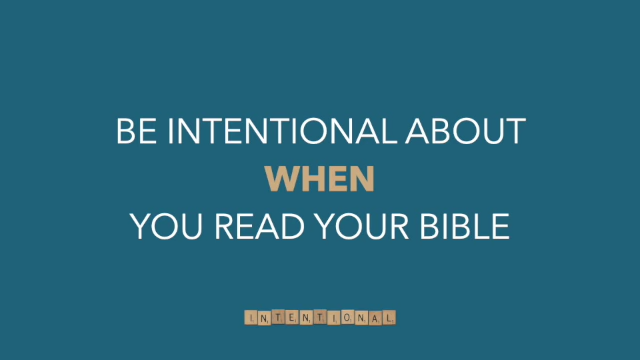 BE INTENTIONAL ABOUT
WHEN
YOU READ YOUR BIBLE
INTENTIONAL